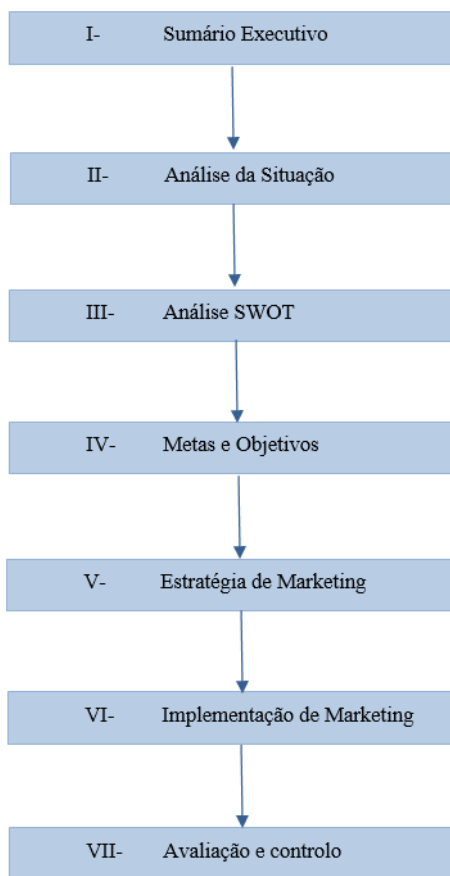 I- Sumário Executivo
II- Análise da Situação
III- Análise SWOT
IV- Metas e Objetivos
V- Estratégia de Marketing
VI- Implementação de Marketing
VII- Avaliação e controlo